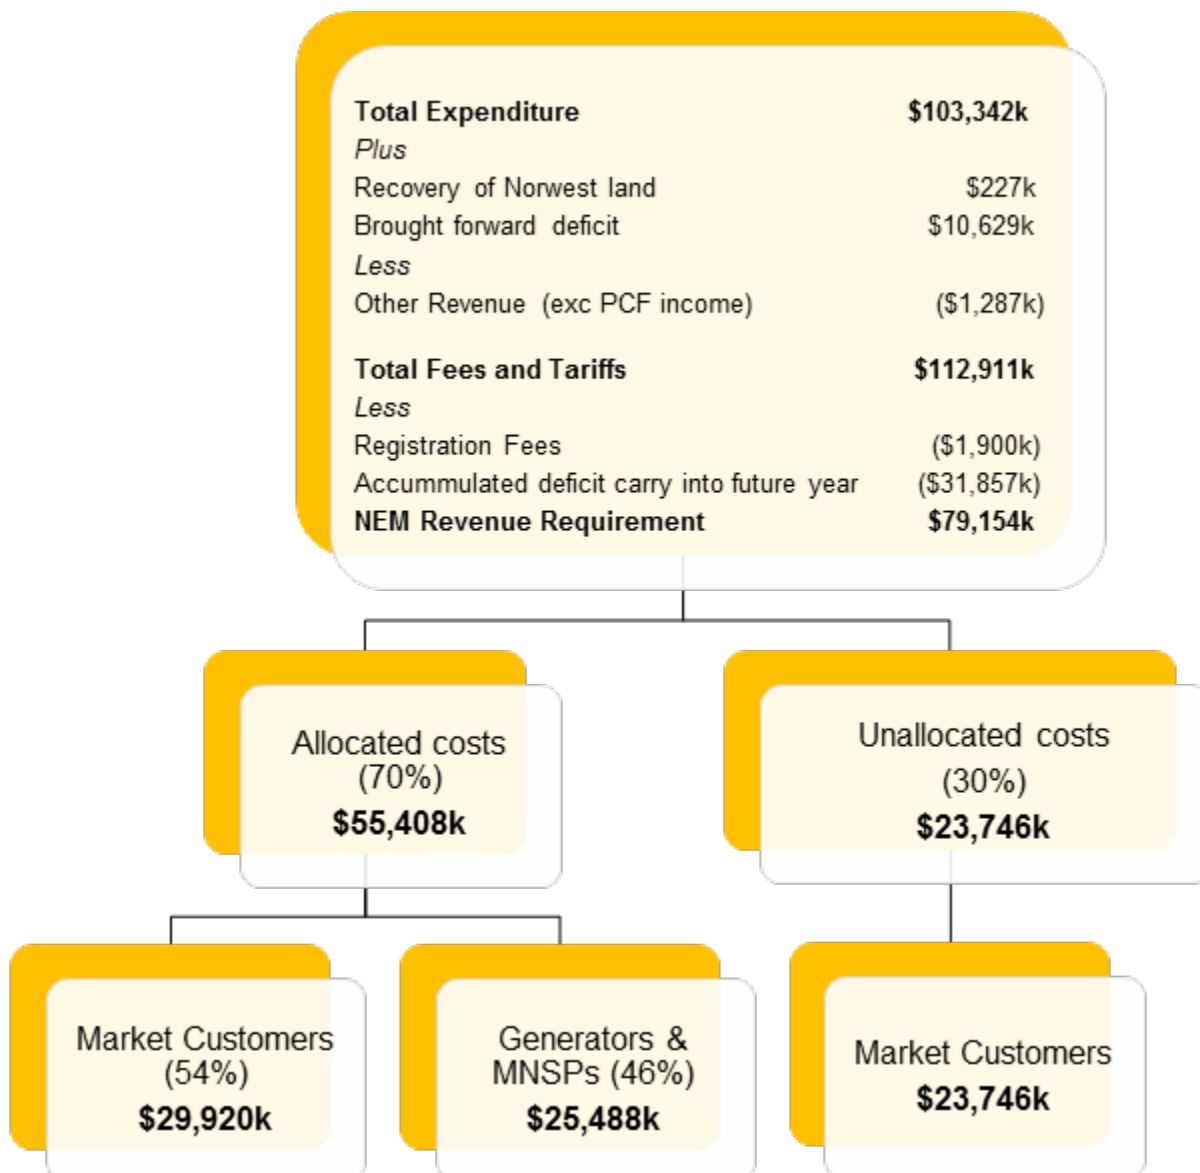 Total Expenditure $103,342k
Plus
Recovery of Norwest land $227k
Brought forward deficit $10,629k
Less
Other Revenue (exc PCF income) ($1,287k)
Total Fees and Tariffs $112,911k
Less
Registration Fees ($1,900k)
Accummulated deficit carry into future year ($31,857k)
NEM Revenue Requirement $79,154k
Allocated costs
(70%)
$55,408k
Unallocated costs
(30%)
$23,746k
Market Customers
(54%)
$29,920k
Generators &
MNSPs (46%)
$25,488k
Market Customers
$23,746k